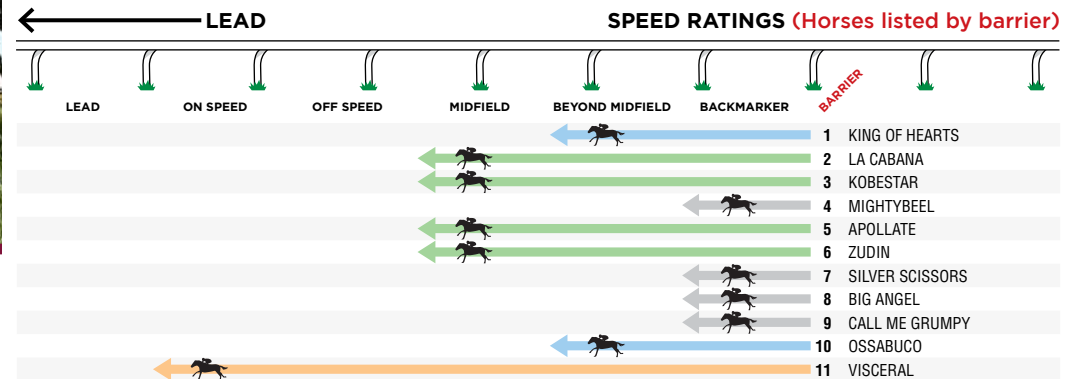 LEAD SPEED RATINGS (Horses listed by barrier)
LEAD ON SPEED OFF SPEED MIDFIELD BEYOND MIDFIELD BACKMARKER BARRIER
1 KING OF HEARTS
2 LA CABANA
3 KOBESTAR
4 MIGHTYBEEL
5 APOLLATE
6 ZUDIN
7 SILVER SCISSORS
8 BIG ANGEL
9 CALL ME GRUMPY
10 OSSABUCO
11 VISCERAL